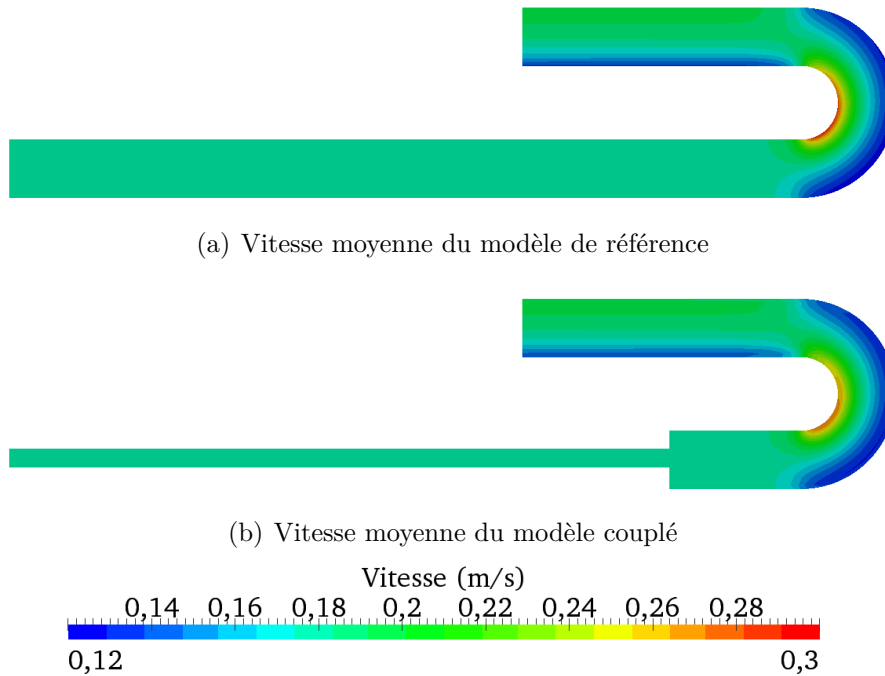 (a) Vitesse moyenne du modèle de référence
(b) Vitesse moyenne du modèle couplé
Vitesse (m/s)
0,14 0,16 0,18 0,2 0,22 0,24 0,26 0,28
0,12 0,3